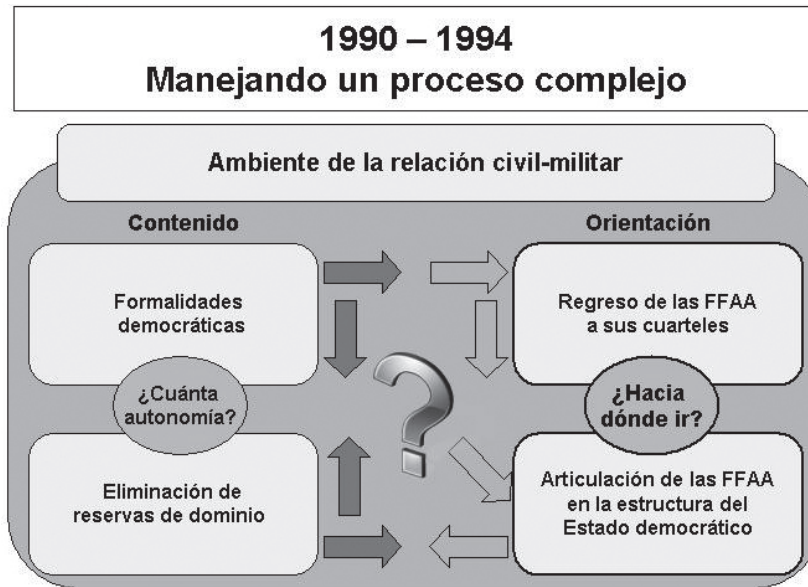 1990 – 1994
Manejando un proceso complejo
Ambiente de la relación civil-militar
Contenido
Orientación
Formalidades
democráticas
Regreso de las FFAA
a sus cuarteles
¿Cuánta
autonomía?
?
¿Hacia
dónde ir?
Eliminación de
reservas de dominio
Articulación de las FFAA
en la estructura del
Estado democrático